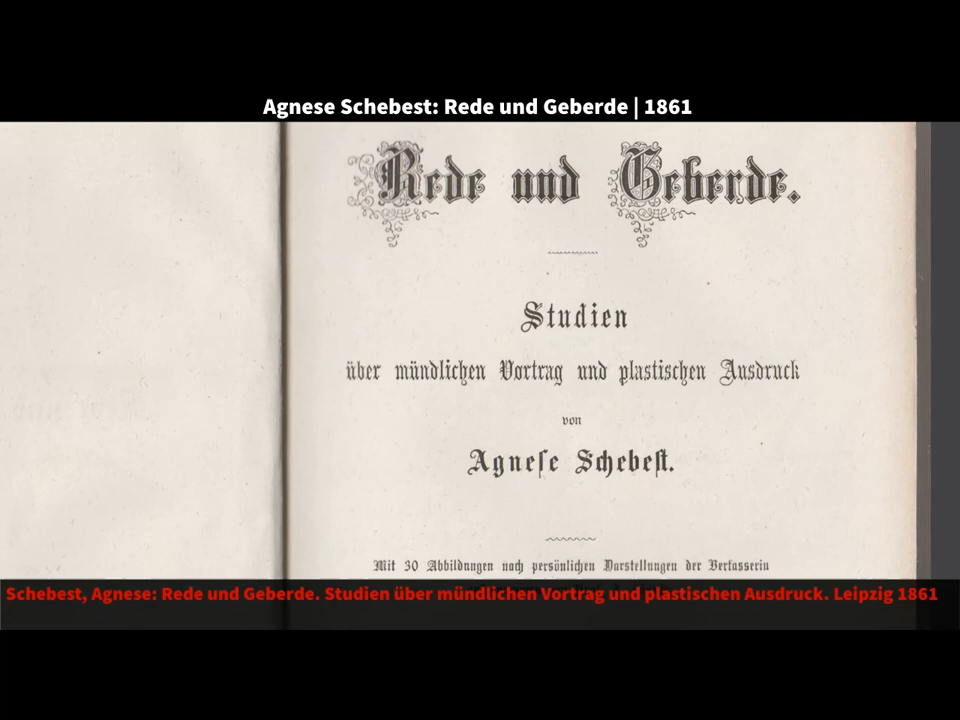 Agnese Schebest: Rede und Geberde | 1861
Rede und Geberde.
Studien
über mündlichen Vortrag und plastischen Ausdruck
von
Agnese Schebest.
Mit 30 Abbildungen nach persönlichen Darstellungen der Verfasserin
Schebest, Agnese: Rede und Geberde. Studien über mündlichen Vortrag und plastischen Ausdruck. Leipzig 1861